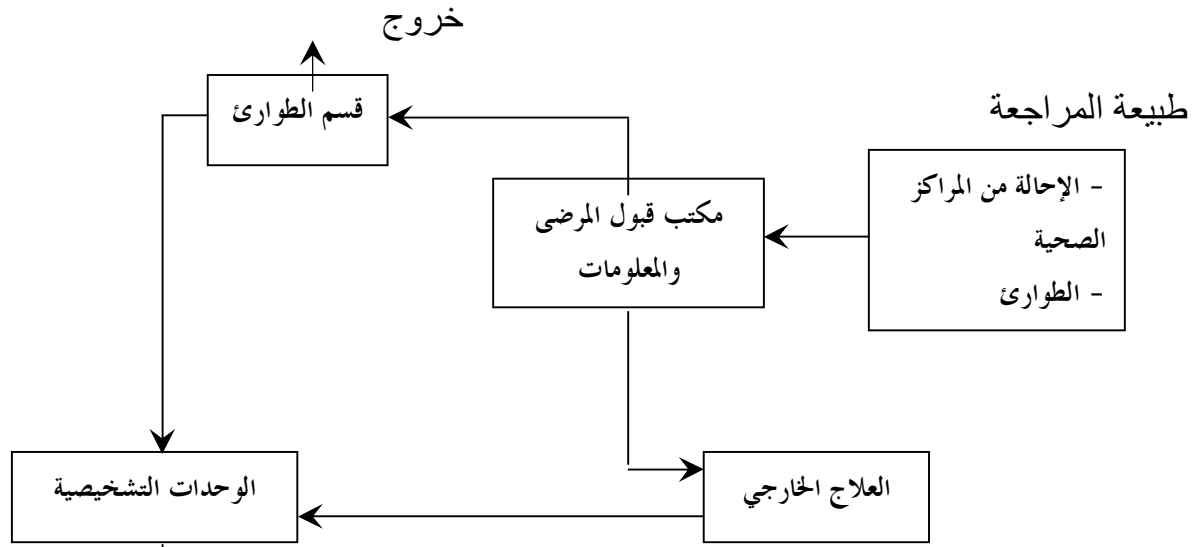 خروج
قسم الطوارئ
طبيعة المراجعة
- الإحالة من المراكز
الصحية
- الطوارئ
مكتب قبول المرضى
والمعلومات
الوحدات التشخيصية
العلاج الخارجي